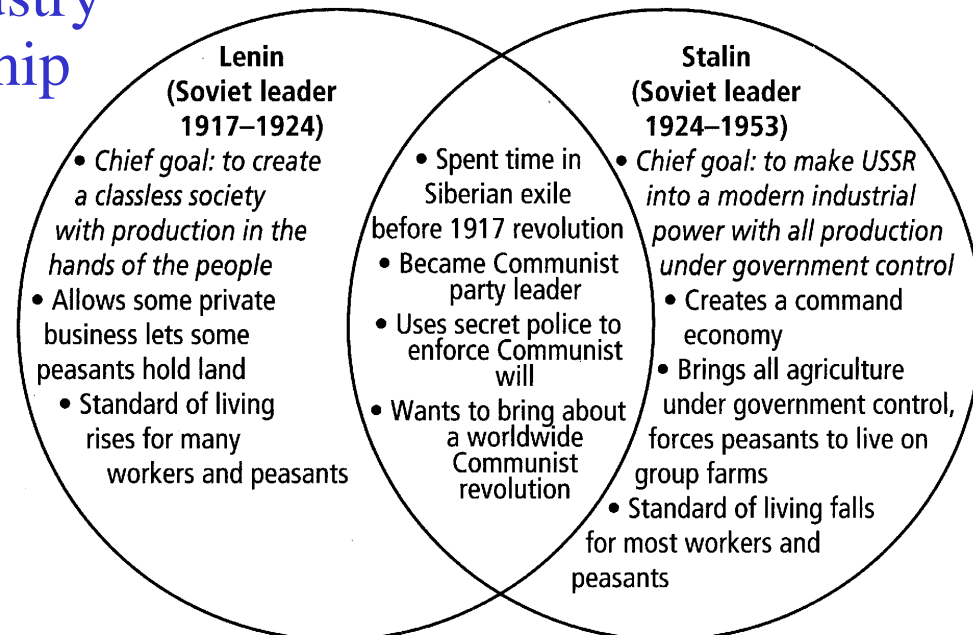 Lenin
(Soviet leader
1917–1924)
• Chief goal: to create
a classless society
with production in the
hands of the people
• Allows some private
business lets some
peasants hold land
• Standard of living
rises for many
workers and peasants
• Spent time in
Siberian exile
before 1917 revolution
• Became Communist
party leader
• Uses secret police to
enforce Communist
will
• Wants to bring about
a worldwide
Communist
revolution
Stalin
(Soviet leader
1924–1953)
• Chief goal: to make USSR
into a modern industrial
power with all production
under government control
• Creates a command
economy
• Brings all agriculture
under government control,
forces peasants to live on
group farms
• Standard of living falls
for most workers and
peasants